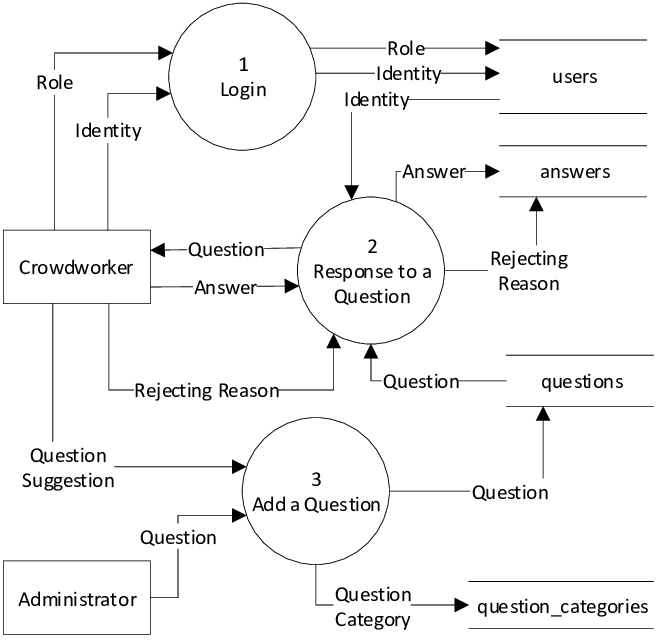 1
Login
Role
Identity
Identity
users
Role
Identity
Answer
answers
Crowdworker
Question
Answer
2
Response to a
Question
Rejecting
Reason
Rejecting Reason
Question
questions
Question
Suggestion
3
Add a Question
Question
Question
Administrator
Question
Category
question_categories